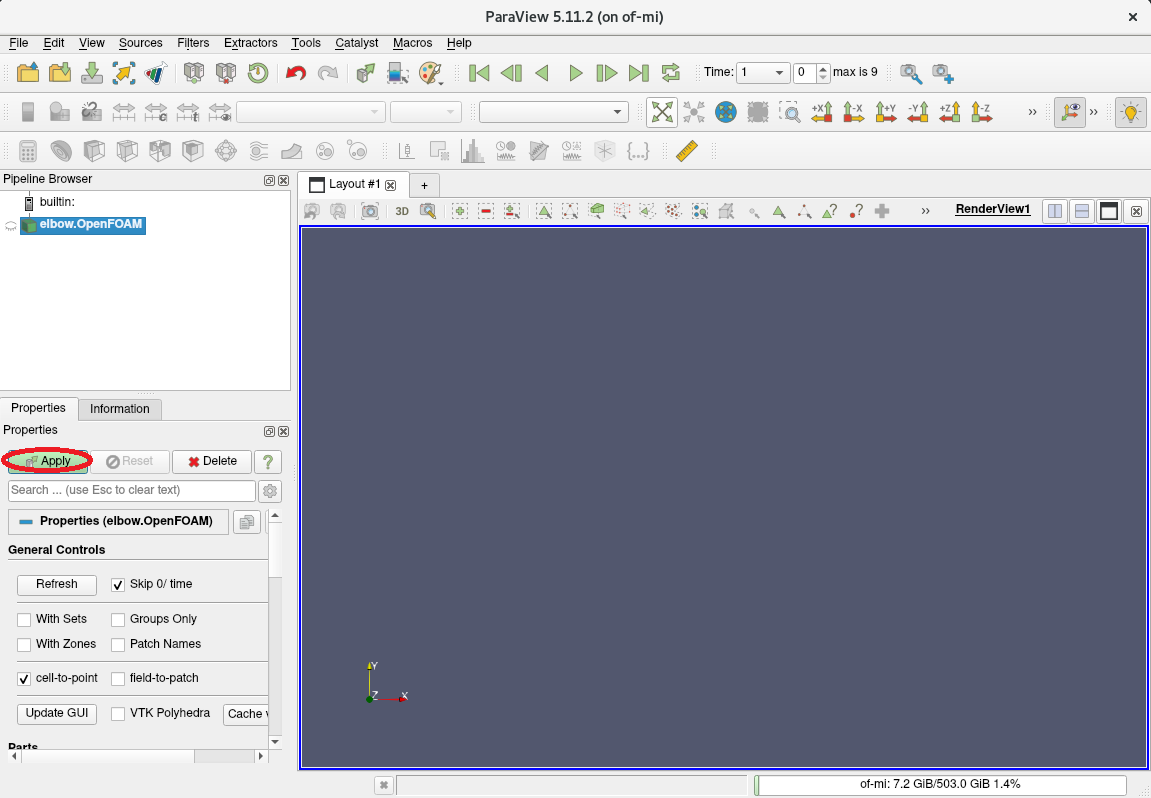 ParaView 5.11.2 (on of-mi)
File Edit View Sources Filters Extractors Tools Catalyst Macros Help
Time: 1 0 max is 9
+X -X +Y -Y +Z -Z
Pipeline Browser
builtin:
elbow.OpenFOAM
Layout #1 +
3D RenderView1
Properties Information
Properties
Apply Reset Delete ?
Search ... (use Esc to clear text)
Properties (elbow.OpenFOAM)
General Controls
Refresh Skip 0/ time
With Sets Groups Only
With Zones Patch Names
cell-to-point field-to-patch
Update GUI VTK Polyhedra Cache
Parts
Y
Z X
of-mi: 7.2 GiB/503.0 GiB 1.4%